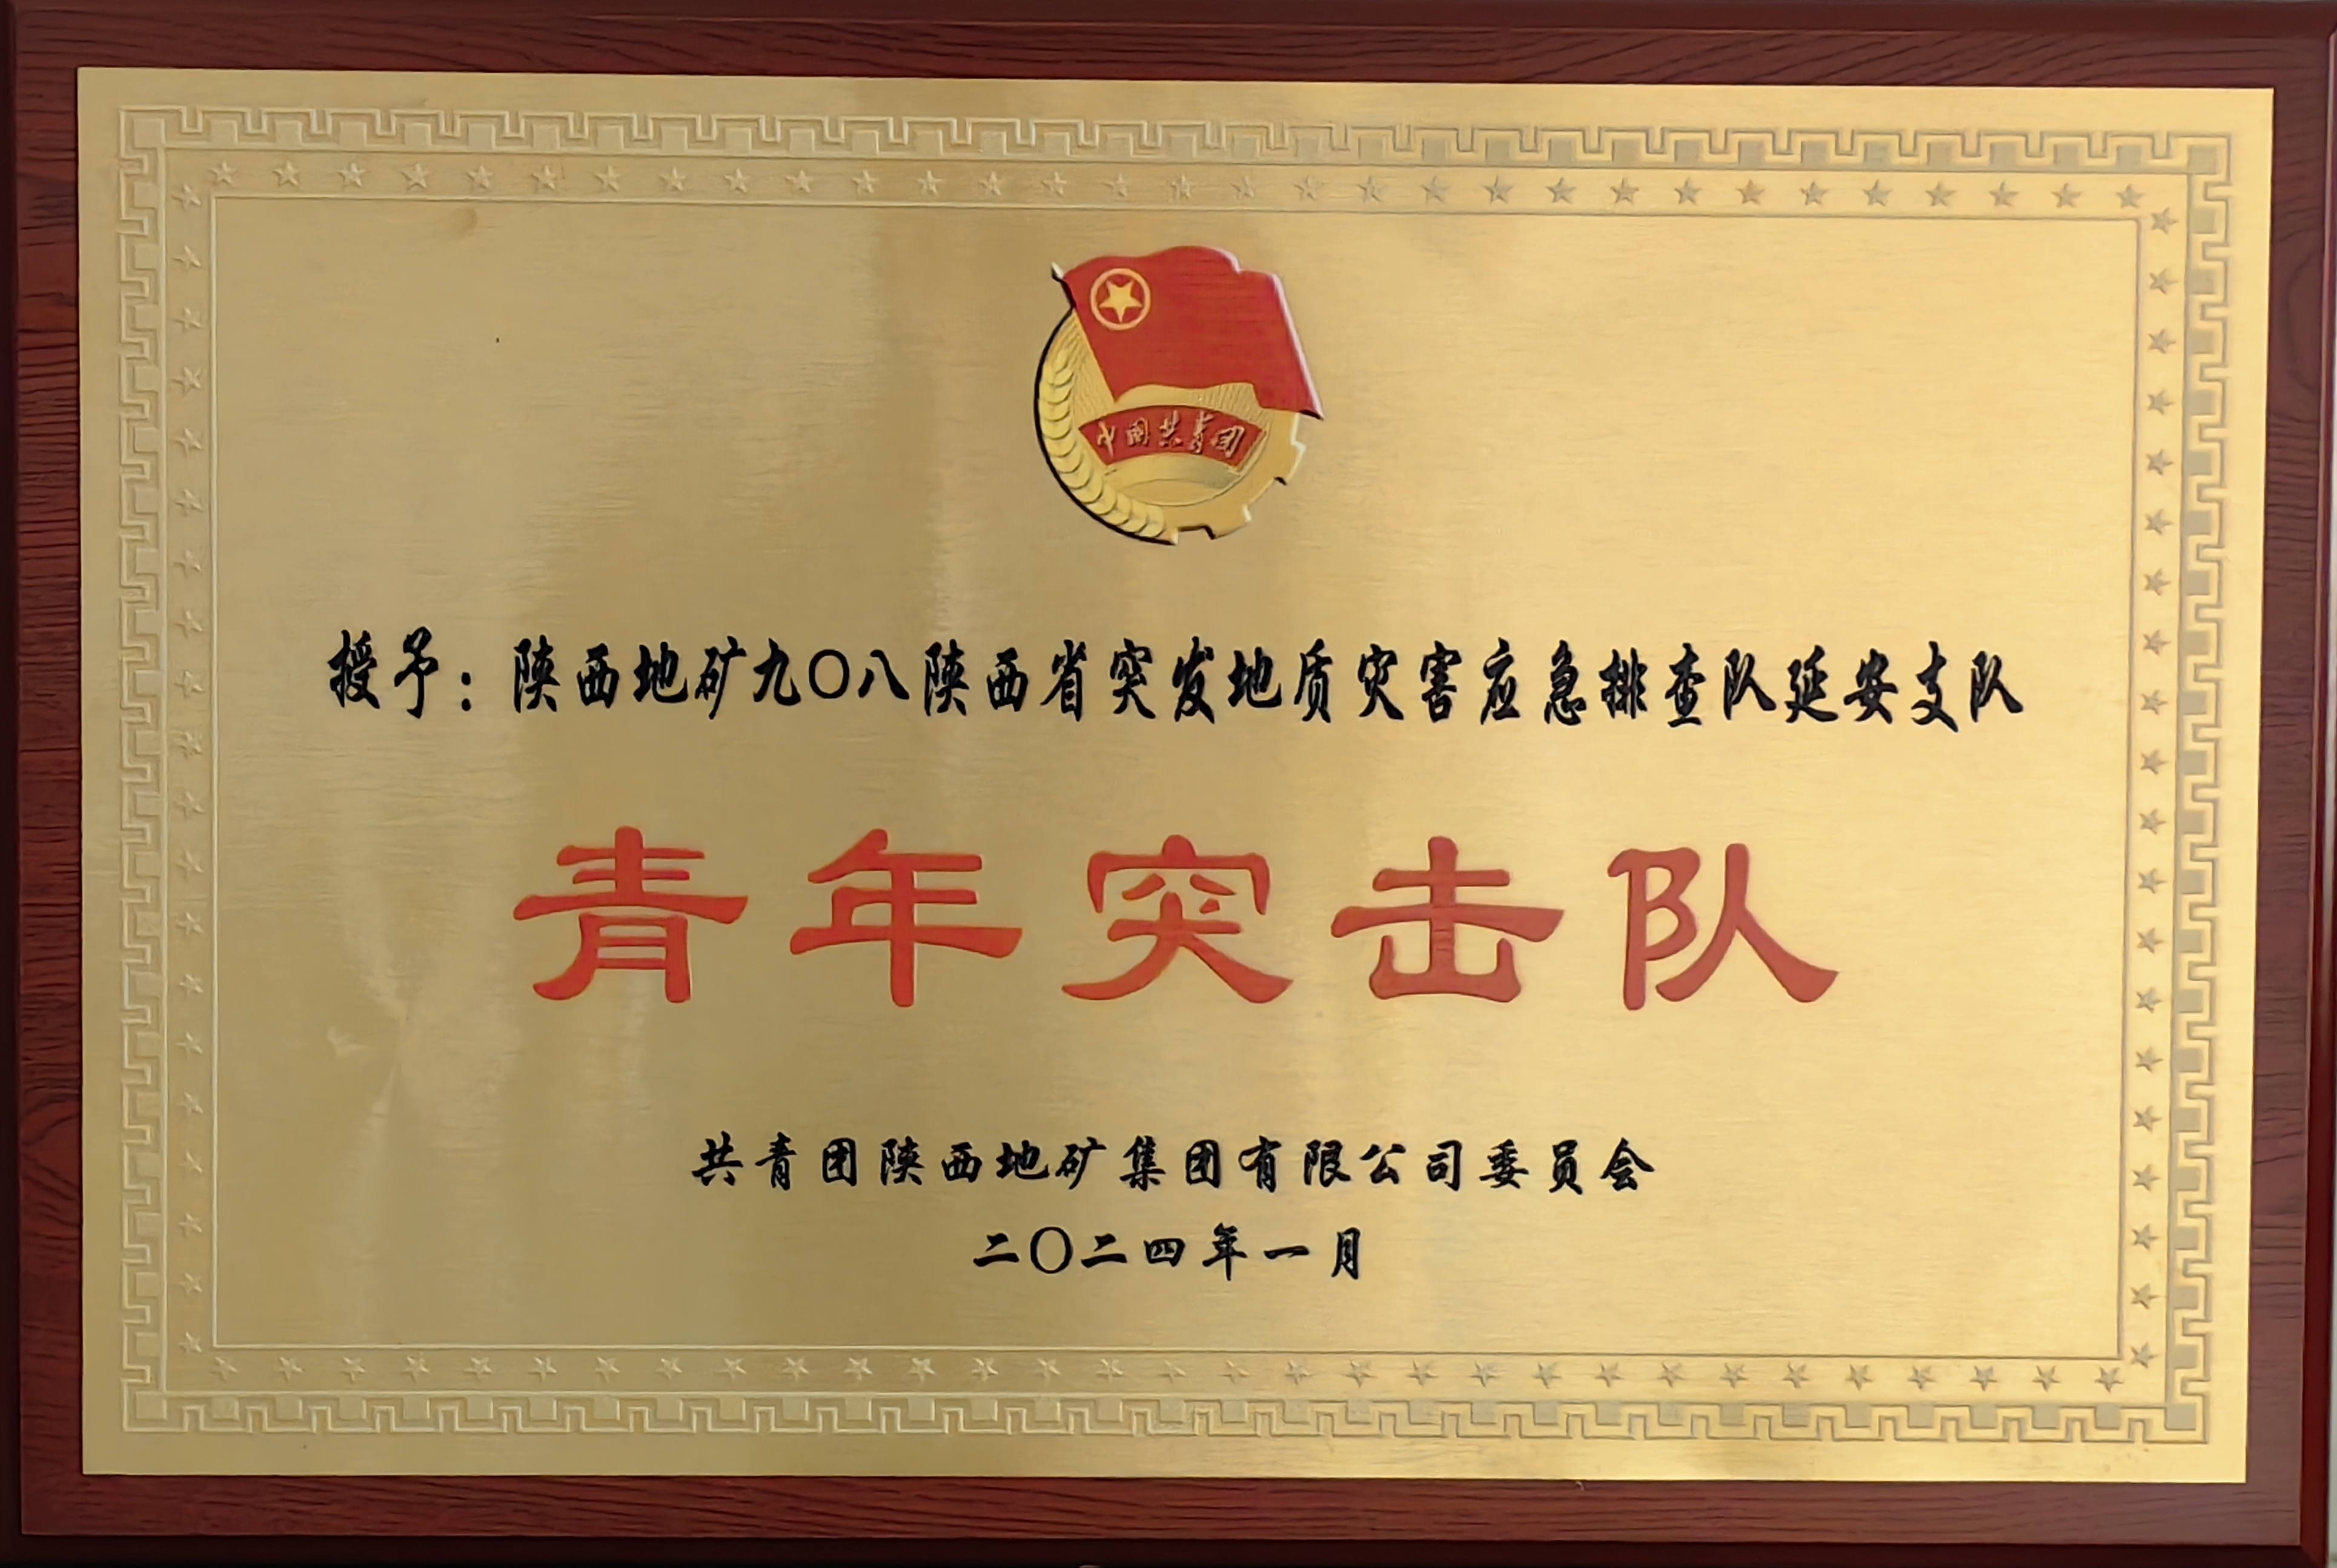 中国共青团
授予：陕西地矿九〇八陕西省突发地质灾害应急排查队延安支队
青年突击队
共青团陕西地矿集团有限公司委员会
二〇二四年一月